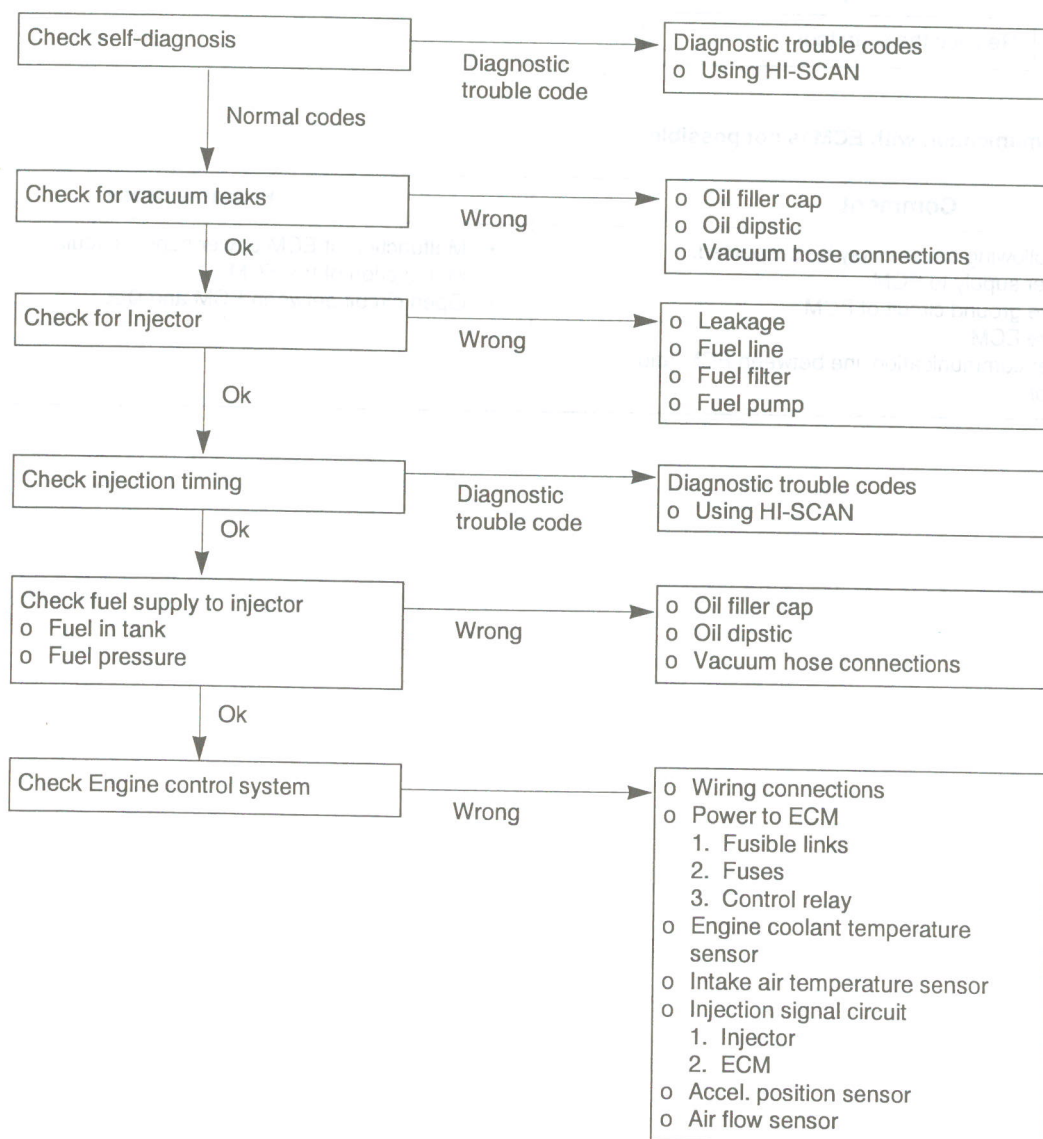 Check self-diagnosis
Diagnostic
trouble code
Diagnostic trouble codes
o Using HI-SCAN
Normal codes
Check for vacuum leaks
Wrong
o Oil filler cap
o Oil dipstic
o Vacuum hose connections
Ok
Check for Injector
Wrong
o Leakage
o Fuel line
o Fuel filter
o Fuel pump
Ok
Check injection timing
Diagnostic
trouble code
Diagnostic trouble codes
o Using HI-SCAN
Ok
Check fuel supply to injector
o Fuel in tank
o Fuel pressure
Wrong
o Oil filler cap
o Oil dipstic
o Vacuum hose connections
Ok
Check Engine control system
Wrong
o Wiring connections
o Power to ECM
1. Fusible links
2. Fuses
3. Control relay
o Engine coolant temperature
sensor
o Intake air temperature sensor
o Injection signal circuit
1. Injector
2. ECM
o Accel. position sensor
o Air flow sensor